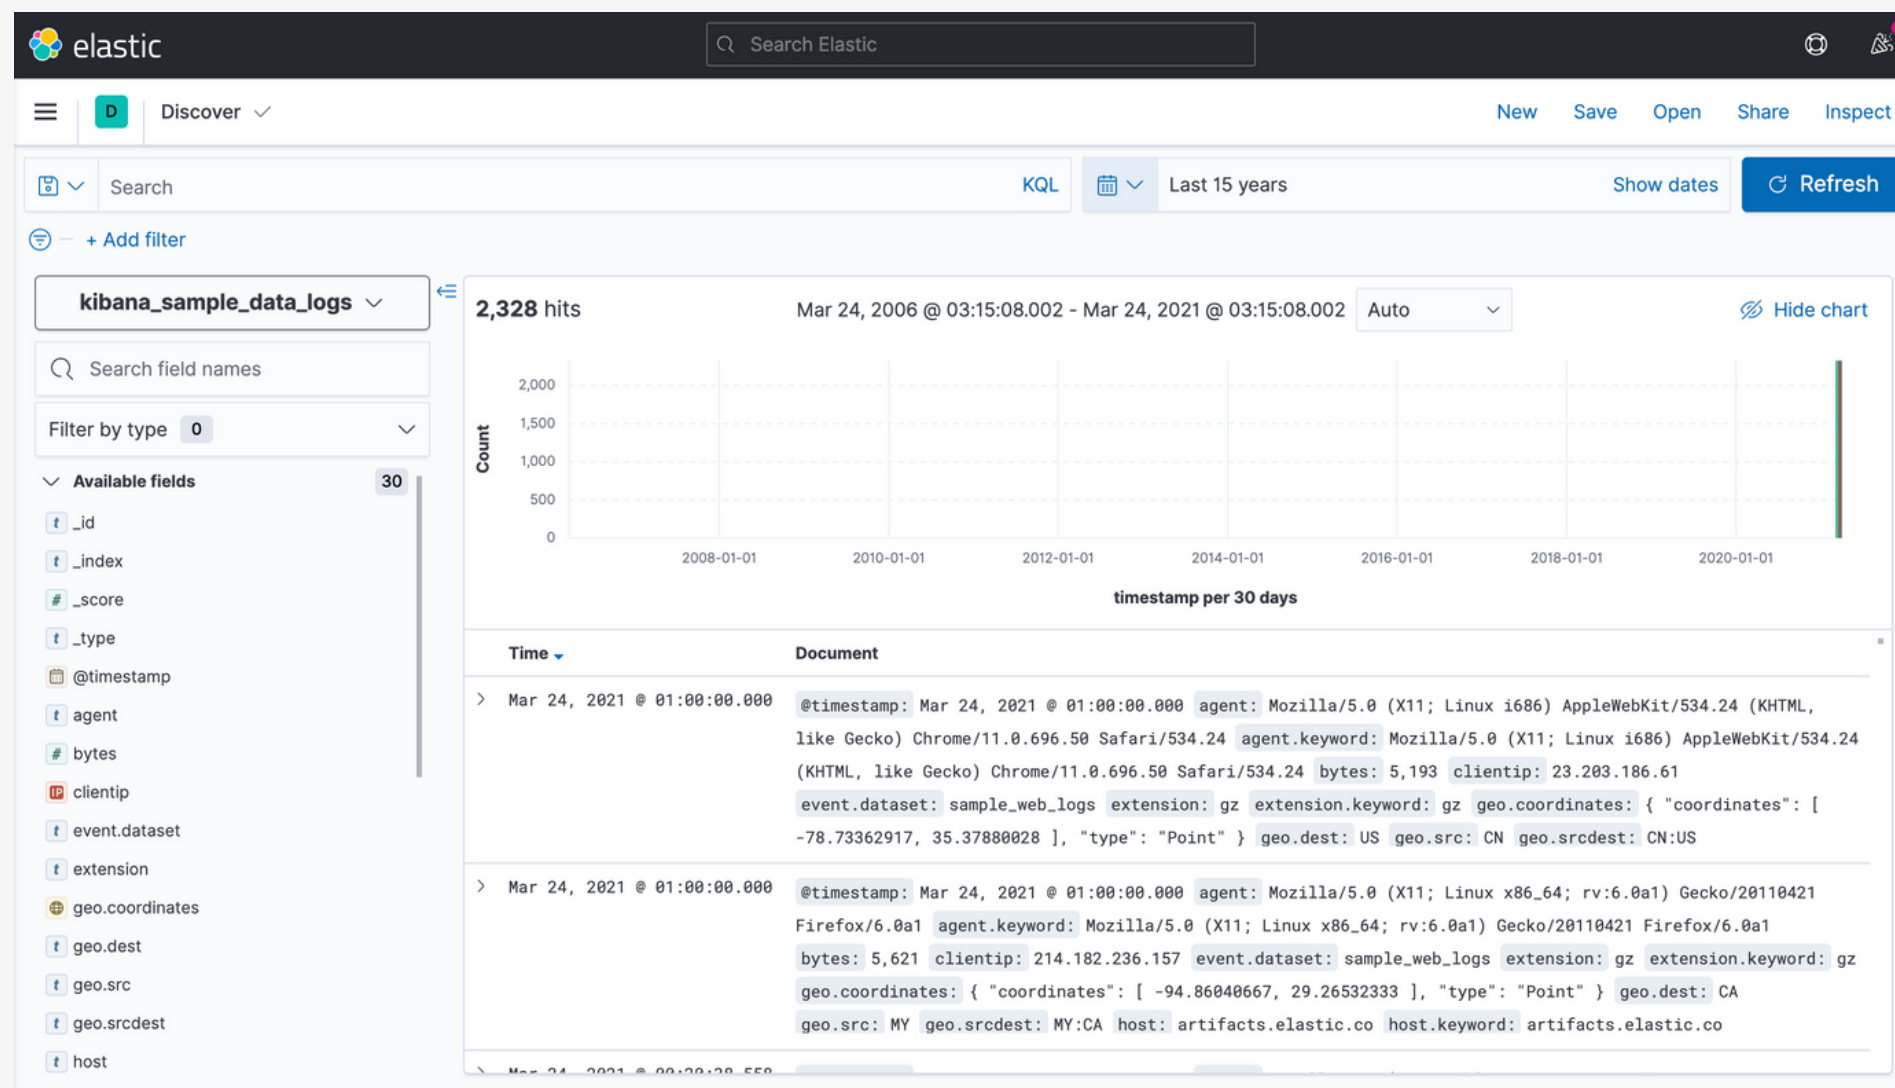 elastic
Search Elastic
D
Discover
New Save Open Share Inspect
Search
KQL
Last 15 years
Show dates
Refresh
+ Add filter
kibana_sample_data_logs
Search field names
Filter by type 0
Available fields 30
t _id
t _index
# _score
t _type
@timestamp
t agent
# bytes
IP clientip
t event.dataset
t extension
geo.coordinates
t geo.dest
t geo.src
t geo.srcdest
t host
2,328 hits
Mar 24, 2006 @ 03:15:08.002 - Mar 24, 2021 @ 03:15:08.002
Auto
Hide chart
Count
2,000
1,500
1,000
500
0
2008-01-01 2010-01-01 2012-01-01 2014-01-01 2016-01-01 2018-01-01 2020-01-01
timestamp per 30 days
Time Document
Mar 24, 2021 @ 01:00:00.000
@timestamp: Mar 24, 2021 @ 01:00:00.000 agent: Mozilla/5.0 (X11; Linux i686) AppleWebKit/534.24 (KHTML,
like Gecko) Chrome/11.0.696.50 Safari/534.24 agent.keyword: Mozilla/5.0 (X11; Linux i686) AppleWebKit/534.24
(KHTML, like Gecko) Chrome/11.0.696.50 Safari/534.24 bytes: 5,193 clientip: 23.203.186.61
event.dataset: sample_web_logs extension: gz extension.keyword: gz geo.coordinates: { "coordinates": [
-78.73362917, 35.37880028 ], "type": "Point" } geo.dest: US geo.src: CN geo.srcdest: CN:US
Mar 24, 2021 @ 01:00:00.000
@timestamp: Mar 24, 2021 @ 01:00:00.000 agent: Mozilla/5.0 (X11; Linux x86_64; rv:6.0a1) Gecko/20110421
Firefox/6.0a1 agent.keyword: Mozilla/5.0 (X11; Linux x86_64; rv:6.0a1) Gecko/20110421 Firefox/6.0a1
bytes: 5,621 clientip: 214.182.236.157 event.dataset: sample_web_logs extension: gz extension.keyword: gz
geo.coordinates: { "coordinates": [ -94.86040667, 29.26532333 ], "type": "Point" } geo.dest: CA
geo.src: MY geo.srcdest: MY:CA host: artifacts.elastic.co host.keyword: artifacts.elastic.co
Mar 24, 2021 @